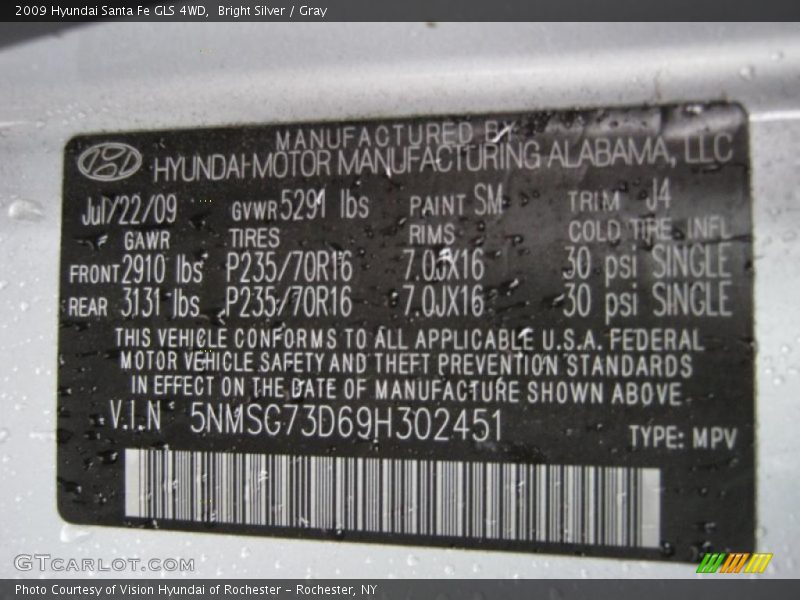 2009 Hyundai Santa Fe GLS 4WD, Bright Silver / Gray
MANUFACTURED BY
HYUNDAI MOTOR MANUFACTURING ALABAMA, LLC
Jul/22/09 GVWR 5291 lbs PAINT SM TRIM J4
GAWR TIRES RIMS COLD TIRE INFL
FRONT 2910 lbs P235/70R16 7.0JX16 30 psi SINGLE
REAR 3131 lbs P235/70R16 7.0JX16 30 psi SINGLE
THIS VEHICLE CONFORMS TO ALL APPLICABLE U.S.A. FEDERAL
MOTOR VEHICLE SAFETY AND THEFT PREVENTION STANDARDS
IN EFFECT ON THE DATE OF MANUFACTURE SHOWN ABOVE
V.I.N 5NMSG73D69H302451
TYPE: MPV
GTCARLOT.COM
Photo Courtesy of Vision Hyundai of Rochester - Rochester, NY